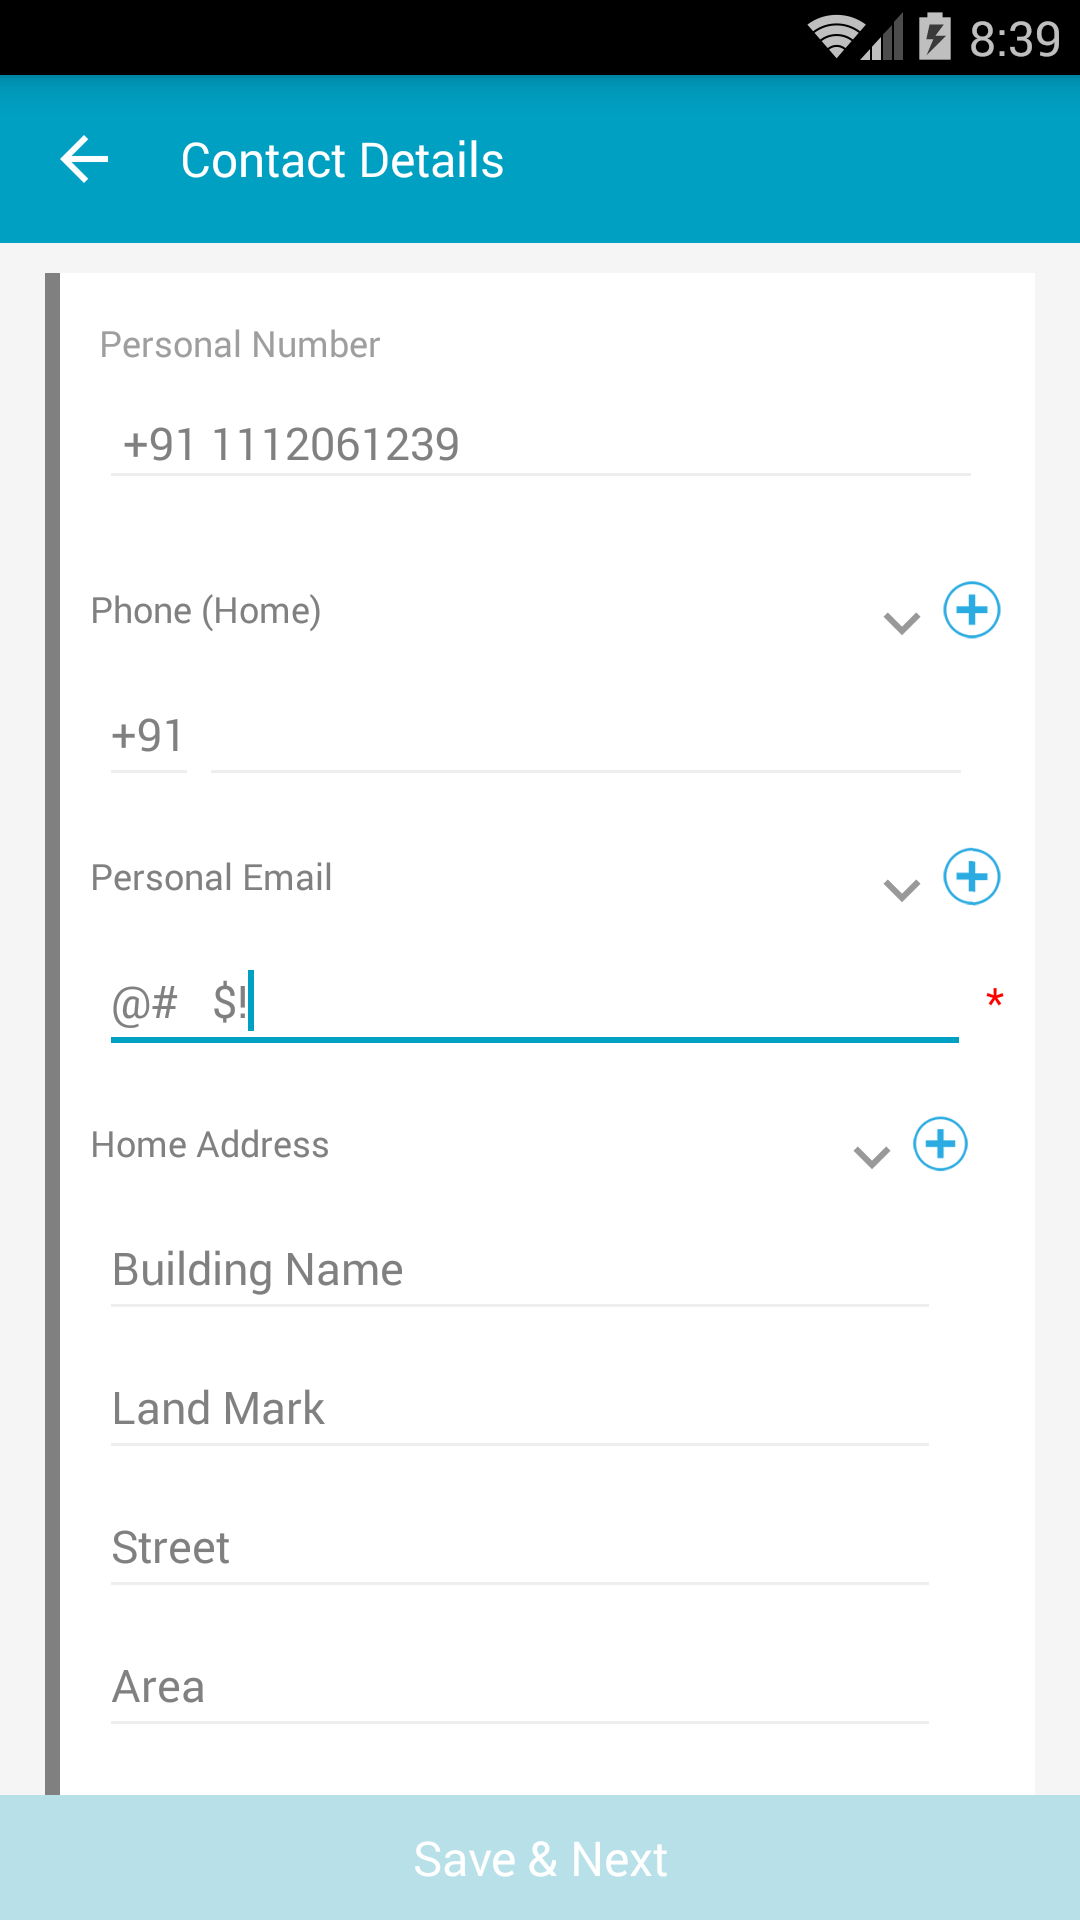 8:39
Contact Details
Personal Number
+91 1112061239
Phone (Home)
+91
Personal Email
@#   $!
*
Home Address
Building Name
Land Mark
Street
Area
Save & Next